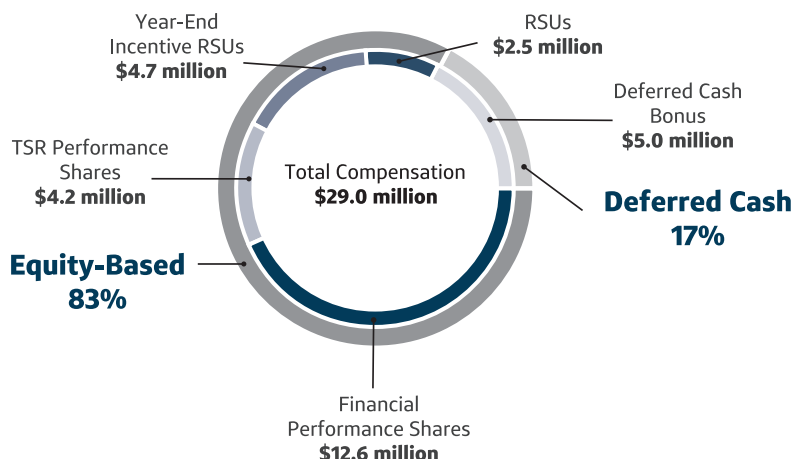 Year-End
Incentive RSUs
$4.7 million
RSUs
$2.5 million
Deferred Cash
Bonus
$5.0 million
TSR Performance
Shares
$4.2 million
Total Compensation
$29.0 million
Deferred Cash
17%
Equity-Based
83%
Financial
Performance Shares
$12.6 million